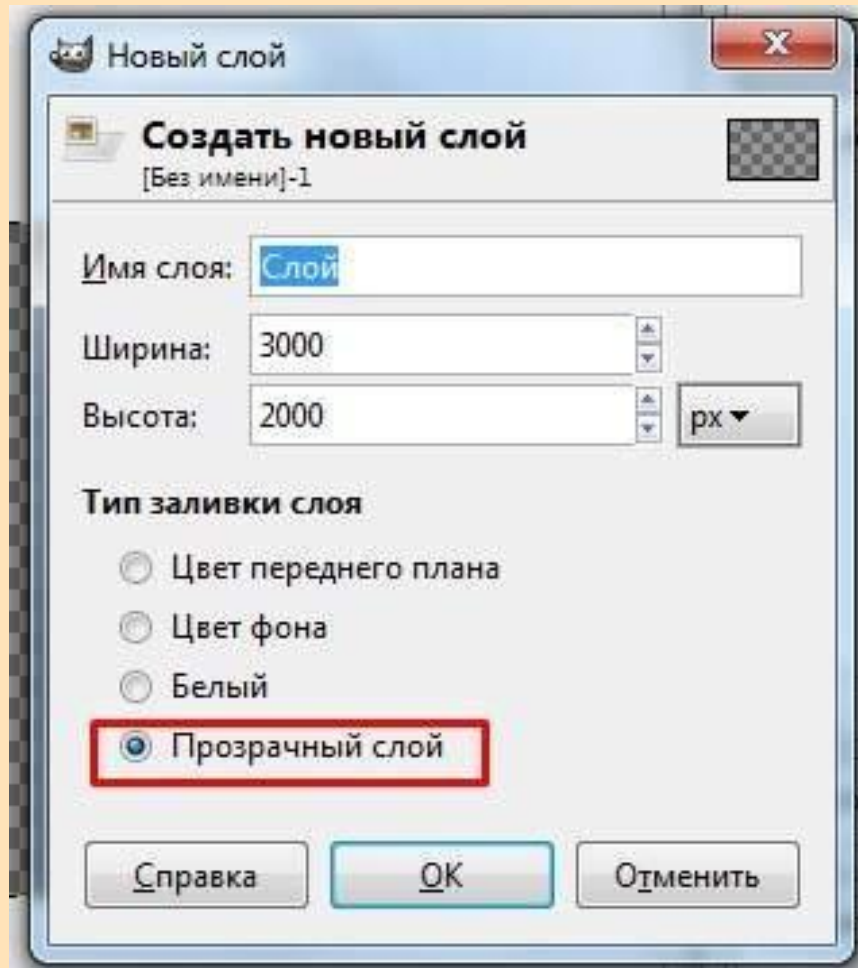 Новый слой
Создать новый слой
[Без имени]-1
Имя слоя: Слой
Ширина: 3000
Высота: 2000 px
Тип заливки слоя
Цвет переднего плана
Цвет фона
Белый
Прозрачный слой
Справка OK Отменить